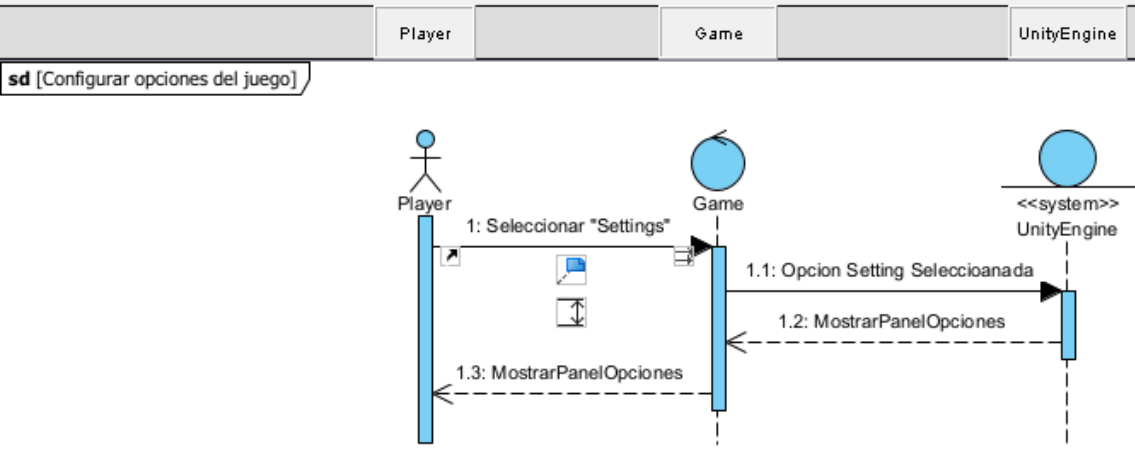 Player
Game
UnityEngine
sd [Configurar opciones del juego]
Player
Game
<<system>>
UnityEngine
1: Seleccionar "Settings"
1.1: Opcion Setting Seleccioanada
1.2: MostrarPanelOpciones
1.3: MostrarPanelOpciones